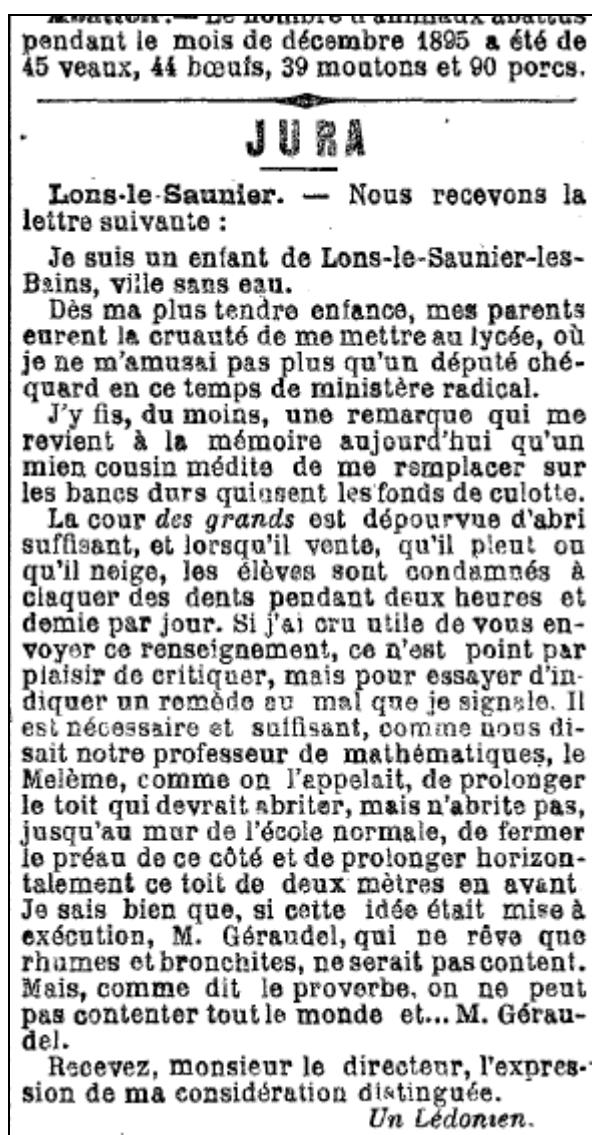 Abattoir. — Le nombre d'animaux abattus
pendant le mois de décembre 1895 a été de
45 veaux, 44 bœufs, 39 moutons et 90 porcs.
JURA
Lons-le-Saunier. — Nous recevons la
lettre suivante :
Je suis un enfant de Lons-le-Saunier-les-
Bains, ville sans eau.
Dès ma plus tendre enfance, mes parents
eurent la cruauté de me mettre au lycée, où
je ne m'amusai pas plus qu'un député ché-
quard en ce temps de ministère radical.
J'y fis, du moins, une remarque qui me
revient à la mémoire aujourd'hui qu'un
mien cousin médite de me remplacer sur
les bancs durs qui usent les fonds de culotte.
La cour des grands est dépourvue d'abri
suffisant, et lorsqu'il vente, qu'il pleut ou
qu'il neige, les élèves sont condamnés à
claquer des dents pendant deux heures et
demie par jour. Si j'ai cru utile de vous en-
voyer ce renseignement, ce n'est point par
plaisir de critiquer, mais pour essayer d'in-
diquer un remède au mal que je signale. Il
est nécessaire et suffisant, comme nous di-
sait notre professeur de mathématiques, le
Melème, comme on l'appelait, de prolonger
le toit qui devrait abriter, mais n'abrite pas,
jusqu'au mur de l'école normale, de fermer
le préau de ce côté et de prolonger horizon-
talement ce toit de deux mètres en avant
Je sais bien que, si cette idée était mise à
exécution, M. Géraudel, qui ne rêve que
rhumes et bronchites, ne serait pas content.
Mais, comme dit le proverbe, on ne peut
pas contenter tout le monde et... M. Gérau-
del.
Recevez, monsieur le directeur, l'expres-
sion de ma considération distinguée.
Un Lédonien.